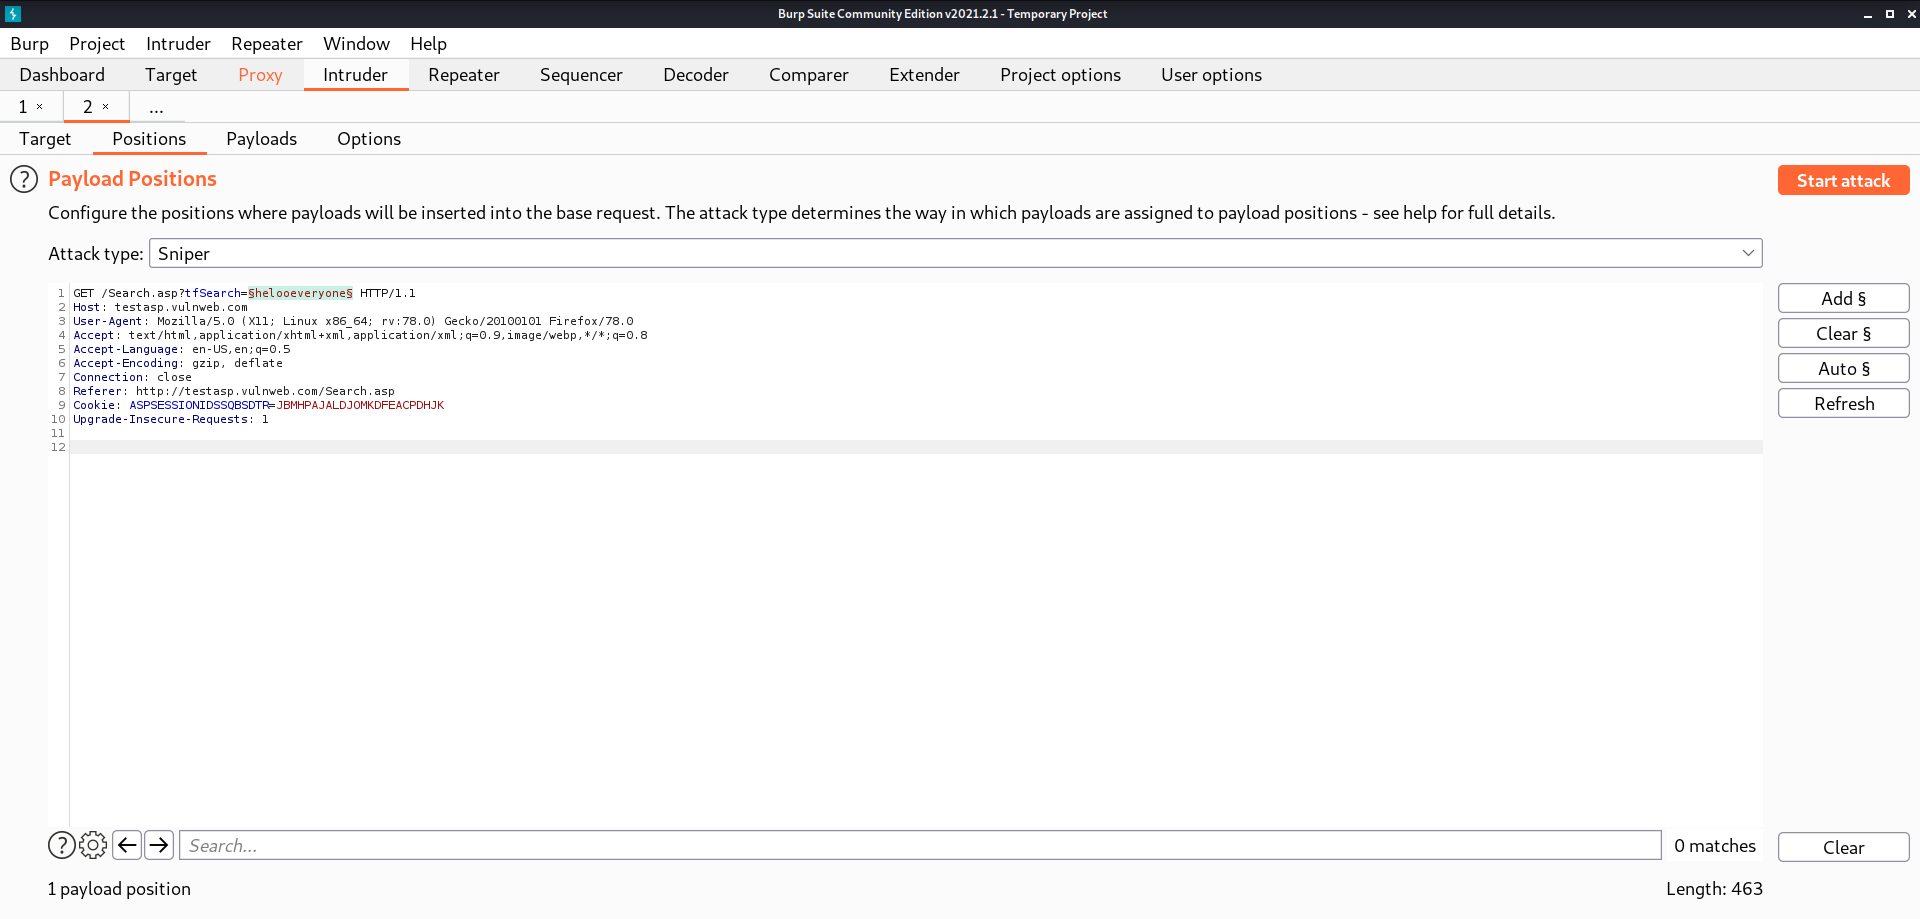 Burp Suite Community Edition v2021.2.1 - Temporary Project
Burp Project Intruder Repeater Window Help
Dashboard Target Proxy Intruder Repeater Sequencer Decoder Comparer Extender Project options User options
1 × 2 × ...
Target Positions Payloads Options
? Payload Positions
Start attack
Configure the positions where payloads will be inserted into the base request. The attack type determines the way in which payloads are assigned to payload positions - see help for full details.
Attack type: Sniper
1 GET /Search.asp?tfSearch=§helooeveryone§ HTTP/1.1
2 Host: testasp.vulnweb.com
3 User-Agent: Mozilla/5.0 (X11; Linux x86_64; rv:78.0) Gecko/20100101 Firefox/78.0
4 Accept: text/html,application/xhtml+xml,application/xml;q=0.9,image/webp,*/*;q=0.8
5 Accept-Language: en-US,en;q=0.5
6 Accept-Encoding: gzip, deflate
7 Connection: close
8 Referer: http://testasp.vulnweb.com/Search.asp
9 Cookie: ASPSESSIONIDSSQBSDTR=JBMHPAJALDJOMKDFEACPDHJK
10 Upgrade-Insecure-Requests: 1
11
12
Add §
Clear §
Auto §
Refresh
? Search... 0 matches Clear
1 payload position Length: 463